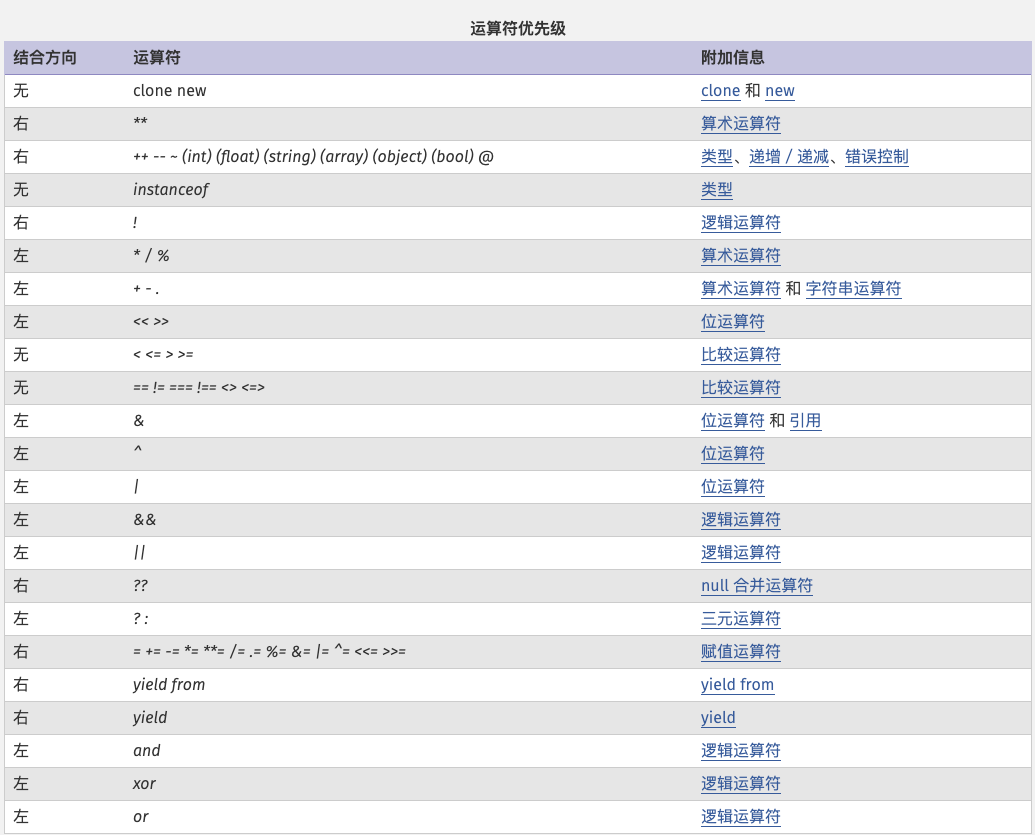 运算符优先级
结合方向 运算符 附加信息
无 clone new clone 和 new
右 ** 算术运算符
右 ++ -- ~ (int) (float) (string) (array) (object) (bool) @ 类型、递增 / 递减、错误控制
无 instanceof 类型
右 ! 逻辑运算符
左 * / % 算术运算符
左 + - . 算术运算符 和 字符串运算符
左 << >> 位运算符
无 < <= > >= 比较运算符
无 == != === !== <> <=> 比较运算符
左 & 位运算符 和 引用
左 ^ 位运算符
左 | 位运算符
左 && 逻辑运算符
左 || 逻辑运算符
右 ?? null 合并运算符
左 ? : 三元运算符
右 = += -= *= **= /= .= %= &= |= ^= <<= >>= 赋值运算符
右 yield from yield from
右 yield yield
左 and 逻辑运算符
左 xor 逻辑运算符
左 or 逻辑运算符